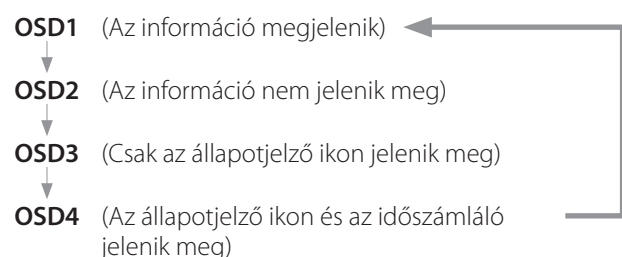 OSD1 (Az információ megjelenik)
OSD2 (Az információ nem jelenik meg)
OSD3 (Csak az állapotjelző ikon jelenik meg)
OSD4 (Az állapotjelző ikon és az időszámláló
jelenik meg)